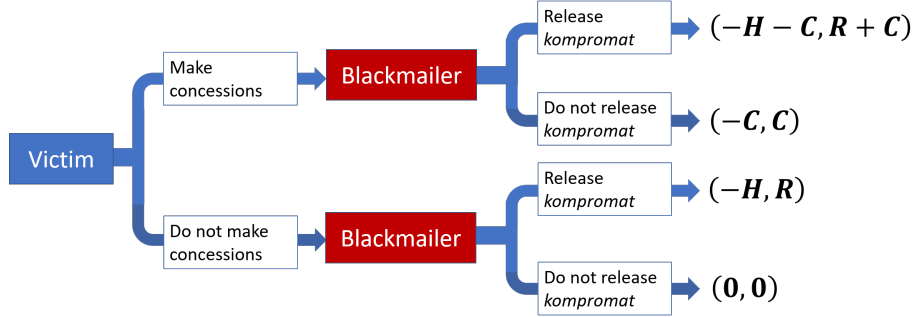 Release
kompromat
(−H − C, R + C)
Make
concessions
Blackmailer
Do not release
kompromat
(−C, C)
Victim
Release
kompromat
(−H, R)
Do not make
concessions
Blackmailer
Do not release
kompromat
(0, 0)